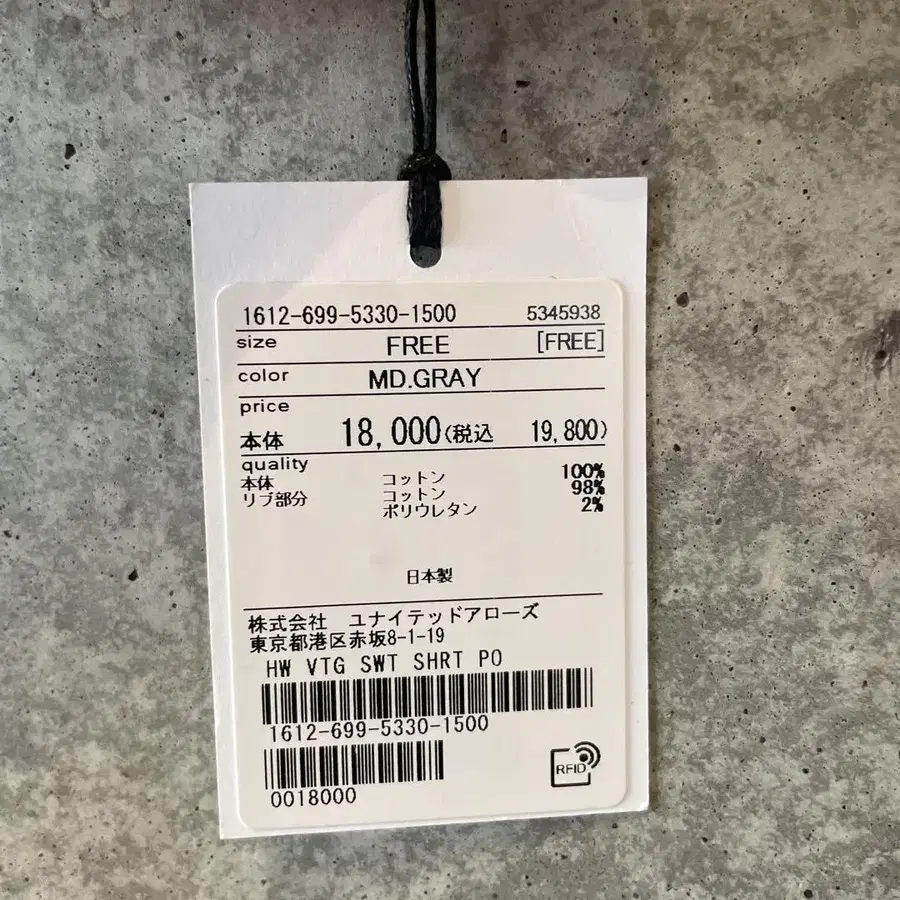 1612-699-5330-1500 5345938
size FREE [FREE]
color MD.GRAY
price
本体 18,000(税込 19,800)
quality
本体 コットン 100%
リブ部分 コットン 98%
ポリウレタン 2%
日本製
株式会社 ユナイテッドアローズ
東京都港区赤坂8-1-19
HW VTG SWT SHRT PO
1612-699-5330-1500
0018000
RFID